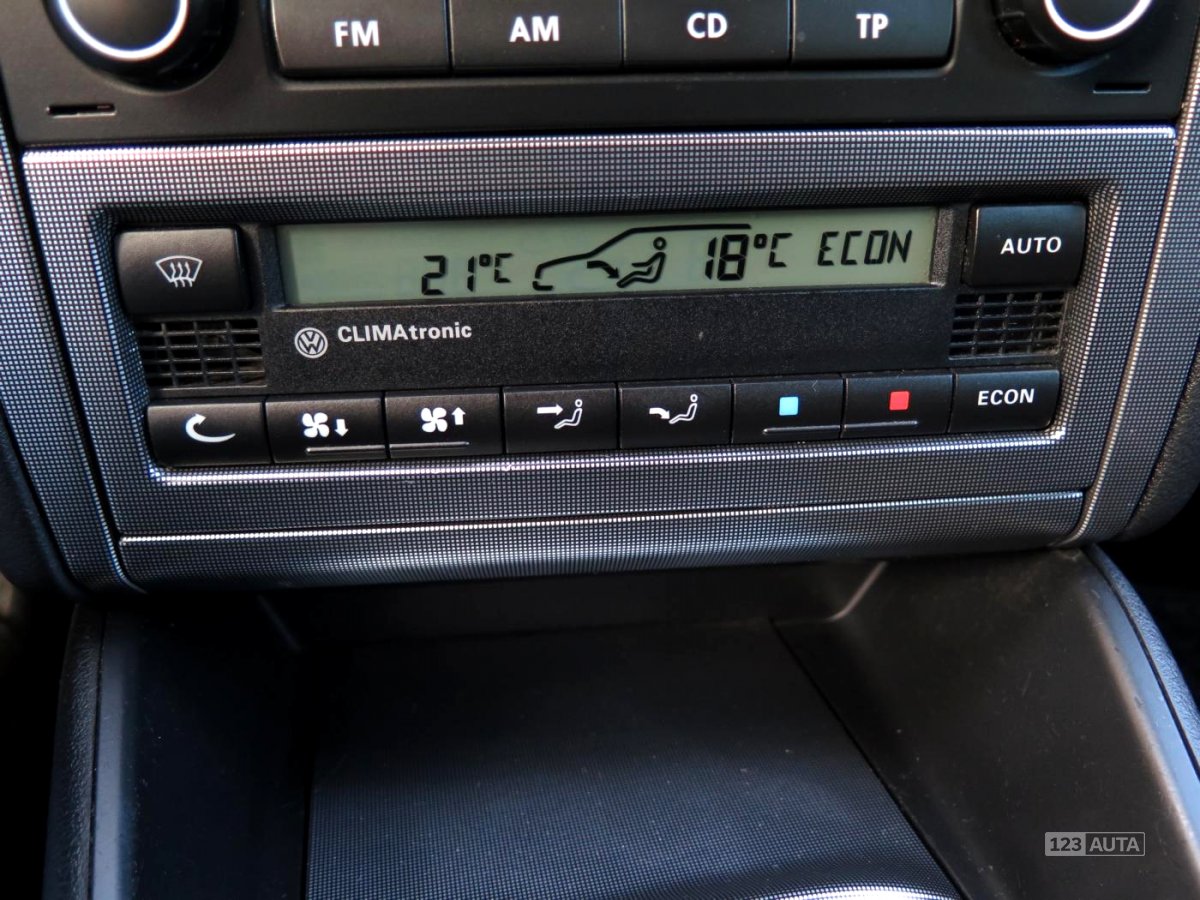 FM AM CD TP
21°C 18°C ECON AUTO
CLIMAtronic
ECON
123 AUTA